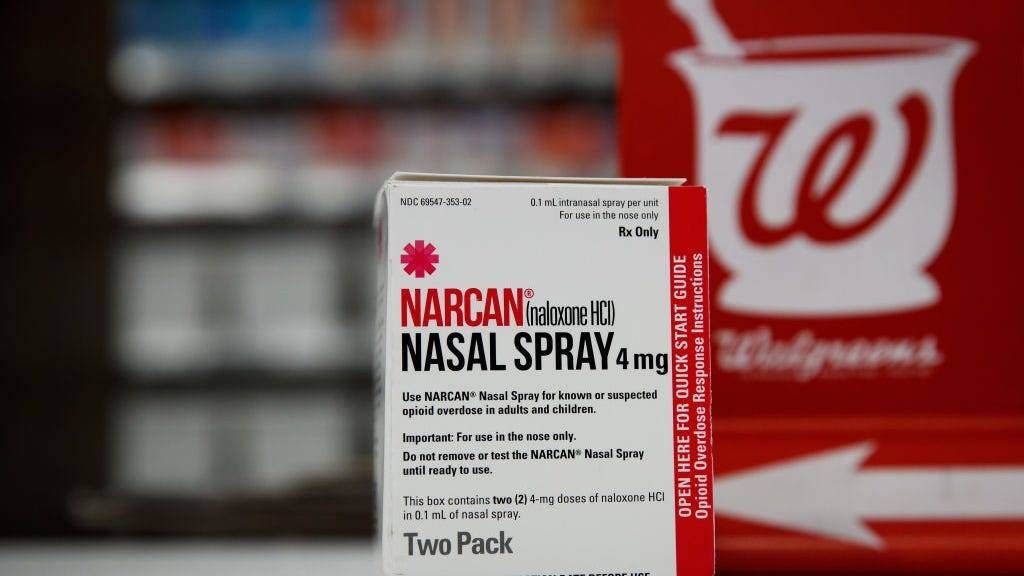 NDC 69547-353-02
0.1 mL intranasal spray per unit
For use in the nose only
Rx Only
NARCAN® (naloxone HCl)
NASAL SPRAY 4 mg
Use NARCAN® Nasal Spray for known or suspected
opioid overdose in adults and children.
Important: For use in the nose only.
Do not remove or test the NARCAN® Nasal Spray
until ready to use.
This box contains two (2) 4-mg doses of naloxone HCl
in 0.1 mL of nasal spray.
Two Pack
OPEN HERE FOR QUICK START GUIDE
Opioid Overdose Response Instructions
W
Walgreens